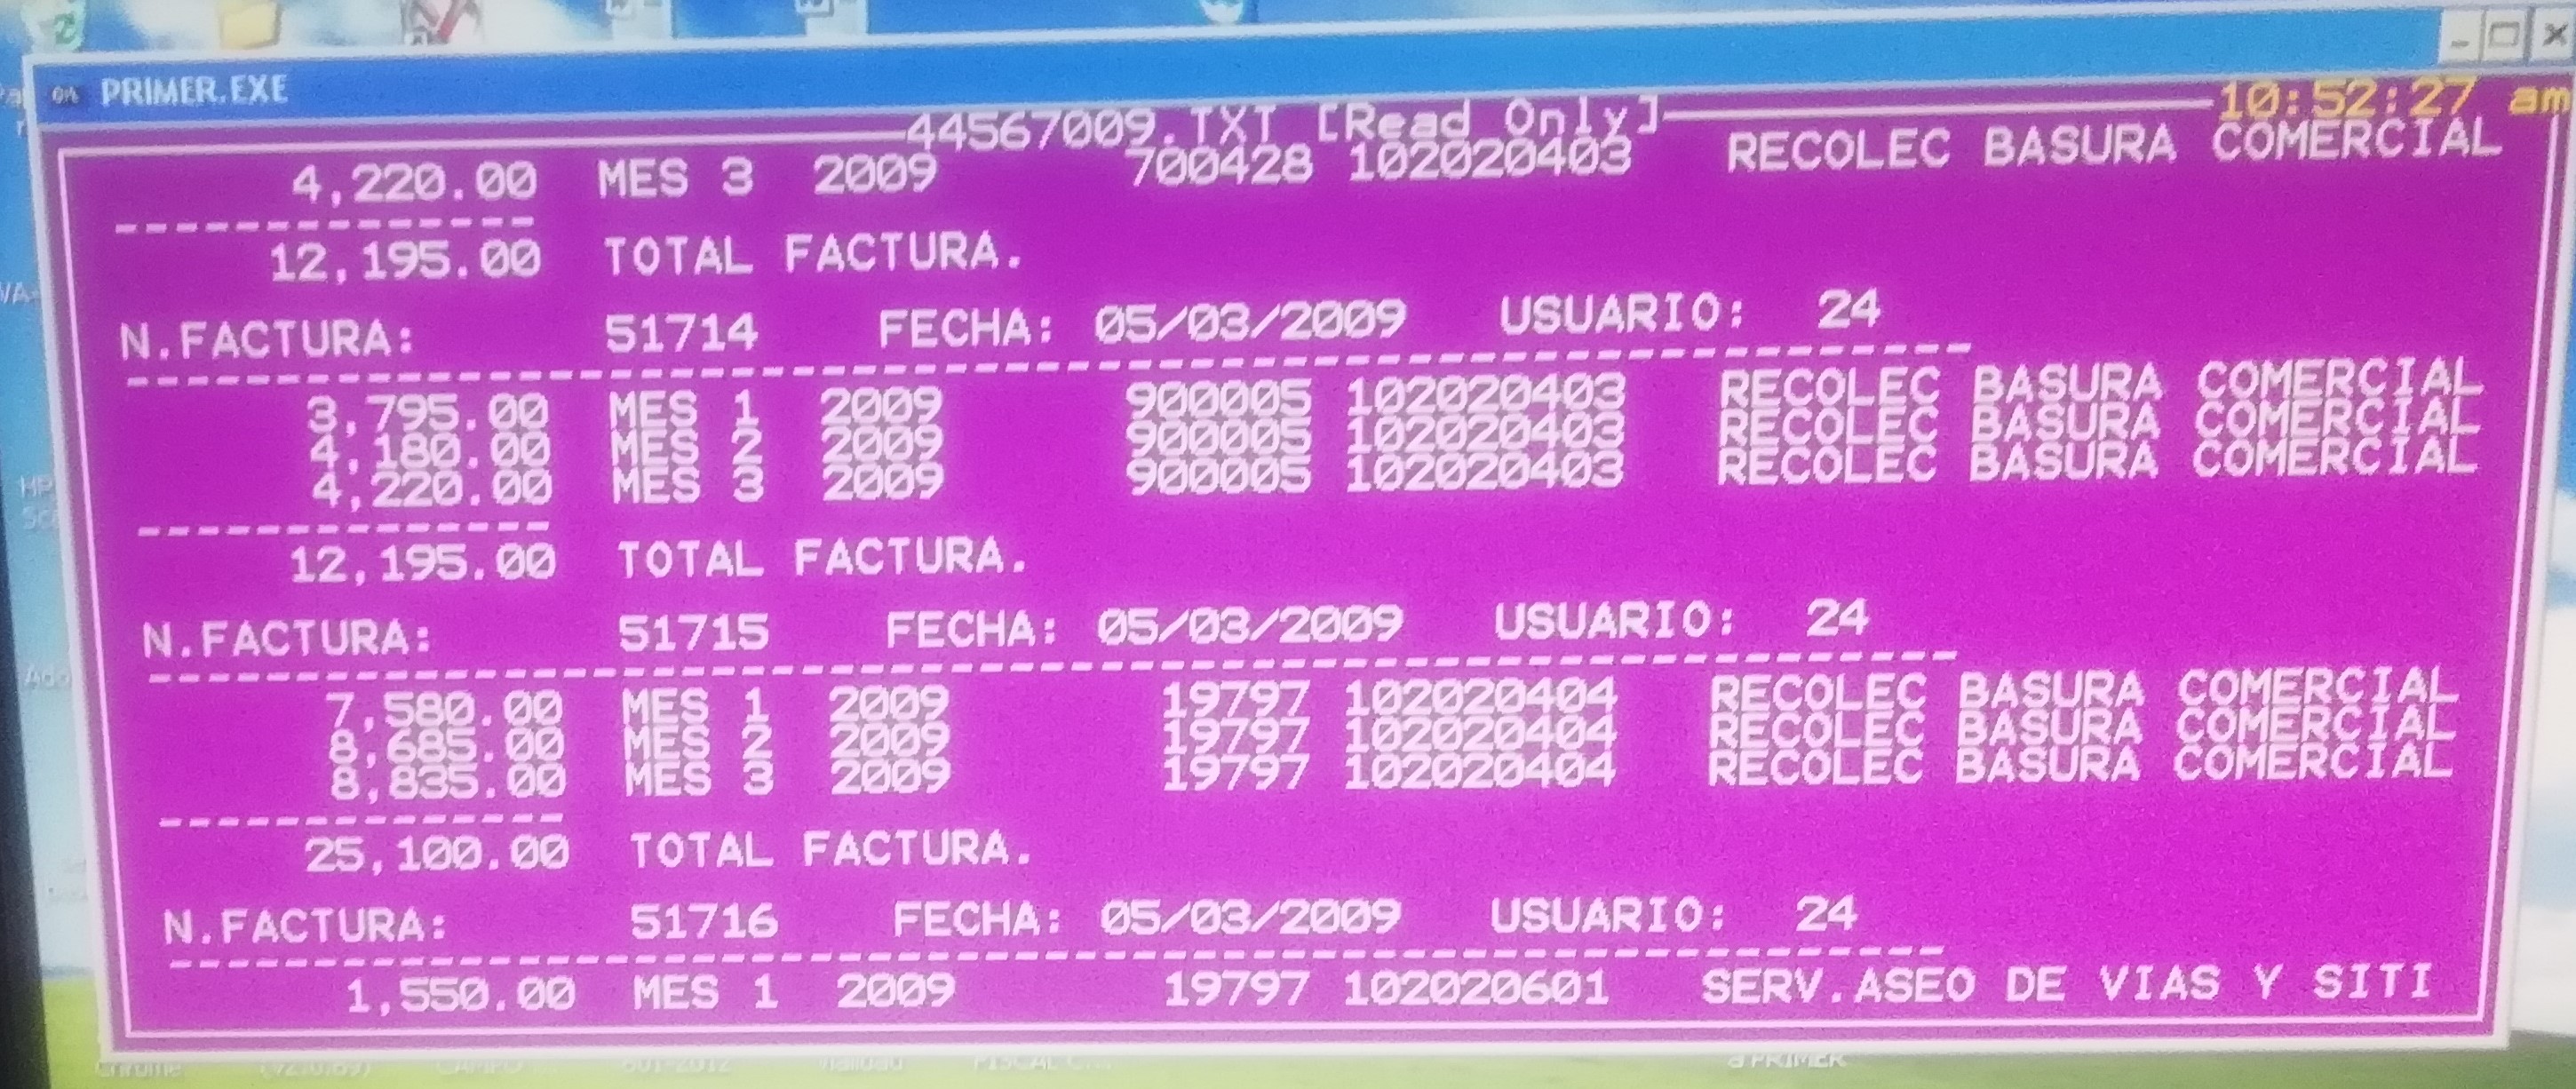 PRIMER.EXE
44567009.TXT [Read Only] 10:52:27 am
4,220.00 MES 3 2009 700428 102020403 RECOLEC BASURA COMERCIAL
-------------
12,195.00 TOTAL FACTURA.
N.FACTURA: 51714 FECHA: 05/03/2009 USUARIO: 24
-------------------------------------------------------------
3,795.00 MES 1 2009 900005 102020403 RECOLEC BASURA COMERCIAL
4,180.00 MES 2 2009 900005 102020403 RECOLEC BASURA COMERCIAL
4,220.00 MES 3 2009 900005 102020403 RECOLEC BASURA COMERCIAL
-------------
12,195.00 TOTAL FACTURA.
N.FACTURA: 51715 FECHA: 05/03/2009 USUARIO: 24
-------------------------------------------------------------
7,580.00 MES 1 2009 19797 102020404 RECOLEC BASURA COMERCIAL
8,685.00 MES 2 2009 19797 102020404 RECOLEC BASURA COMERCIAL
8,835.00 MES 3 2009 19797 102020404 RECOLEC BASURA COMERCIAL
-------------
25,100.00 TOTAL FACTURA.
N.FACTURA: 51716 FECHA: 05/03/2009 USUARIO: 24
-------------------------------------------------------------
1,550.00 MES 1 2009 19797 102020601 SERV.ASEO DE VIAS Y SITI